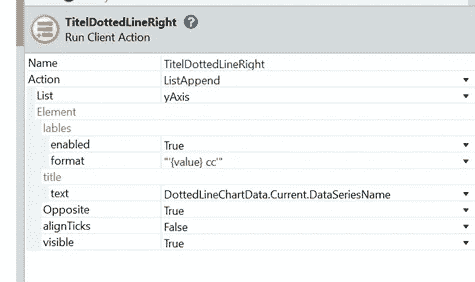 TitelDottedLineRight ?
Run Client Action
Name TitelDottedLineRight
Action ListAppend
List yAxis
Element
lables
enabled True
format "'{value} cc'"
title
text DottedLineChartData.Current.DataSeriesName
Opposite True
alignTicks False
visible True